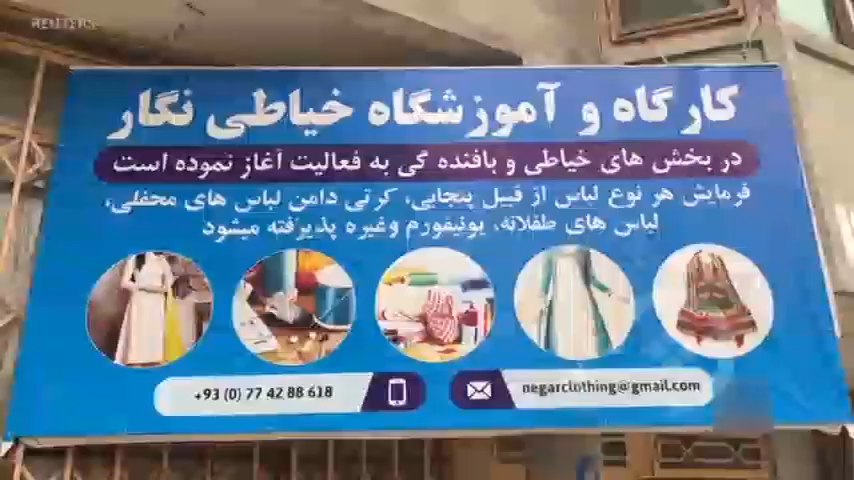 REUTERS
کارگاه و آموزشگاه خیاطی نگار
در بخش های خیاطی و بافنده گی به فعالیت آغاز نموده است
فرمایش هر نوع لباس از قبیل پنجابی، کرتی دامن لباس های محفلی،
لباس های طفلانه، یونیفورم وغیره پذیرفته میشود
+93 (0) 77 42 88 618
negarclothing@gmail.com